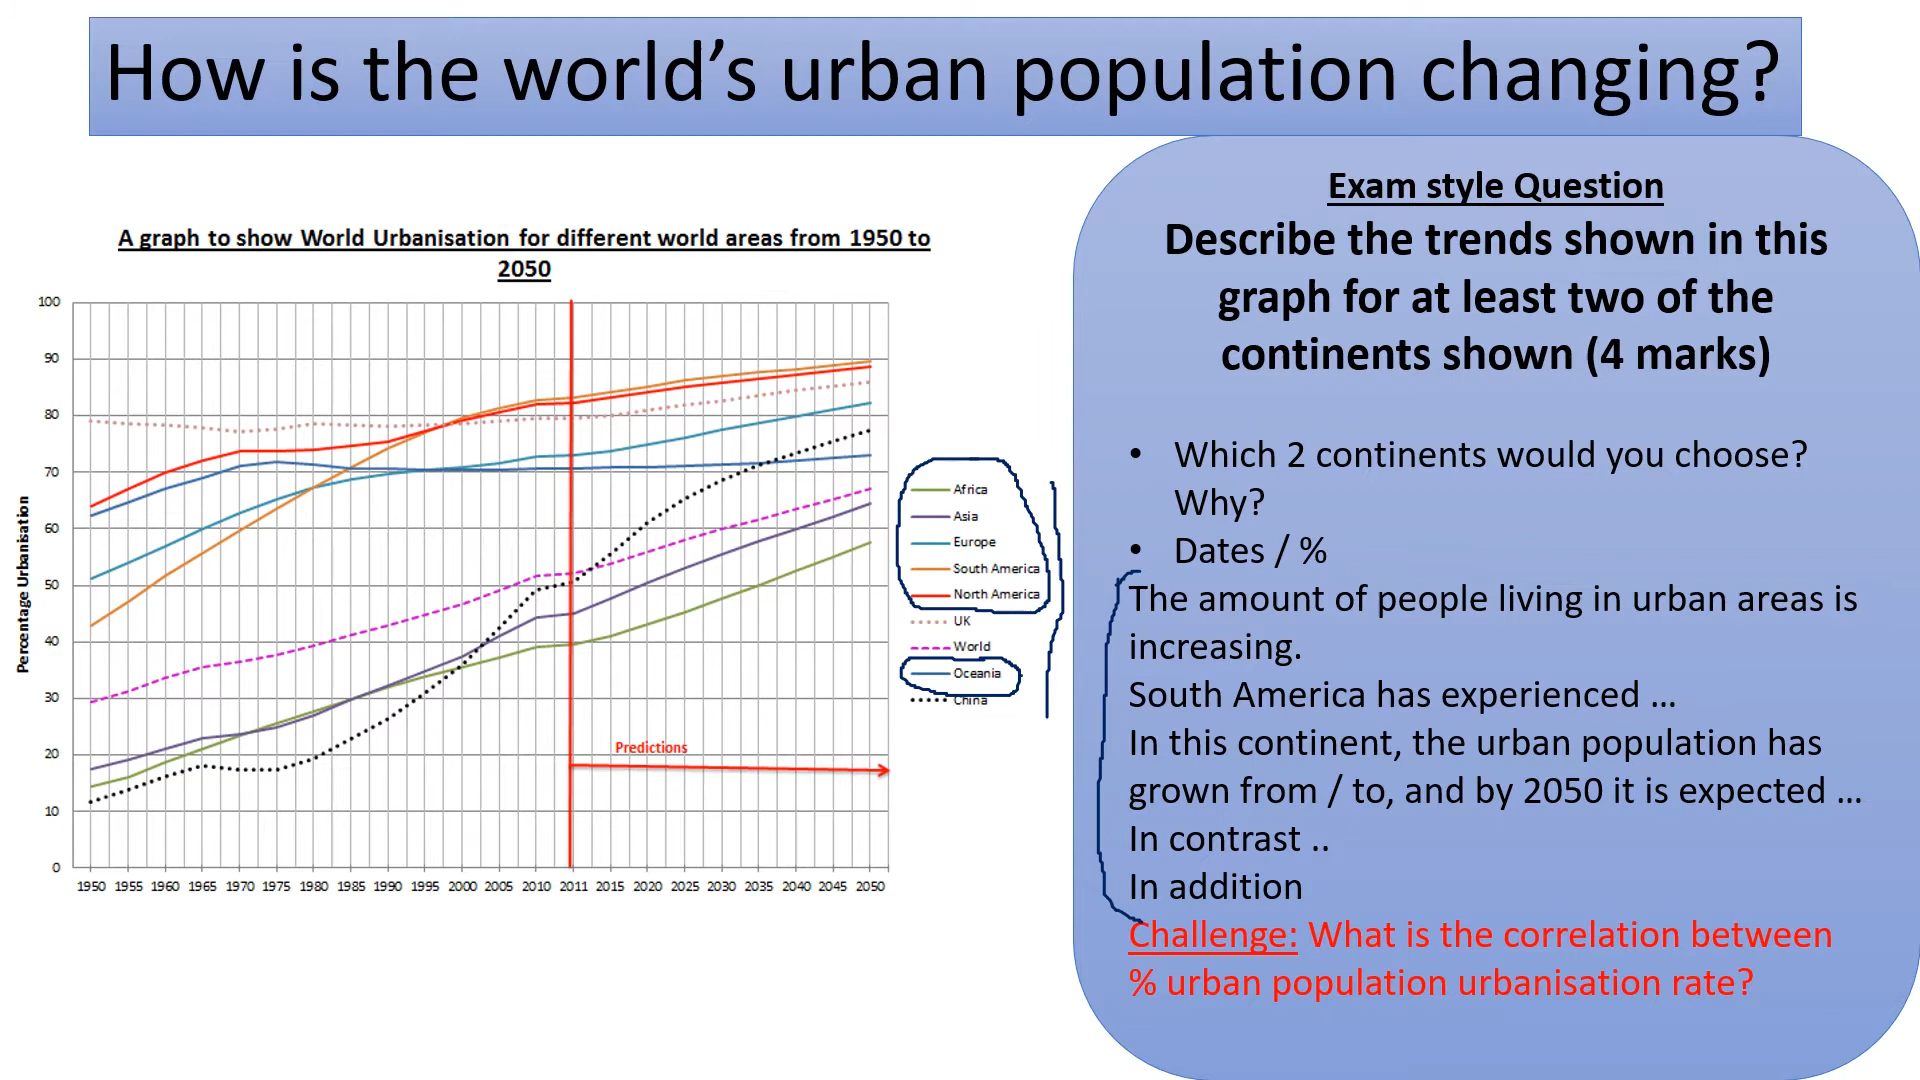 How is the world's urban population changing?
A graph to show World Urbanisation for different world areas from 1950 to
2050
Percentage Urbanisation
100
90
80
70
60
50
40
30
20
10
0
1950 1955 1960 1965 1970 1975 1980 1985 1990 1995 2000 2005 2010 2011 2015 2020 2025 2030 2035 2040 2045 2050
Predictions
Africa
Asia
Europe
South America
North America
UK
World
Oceania
China
Exam style Question
Describe the trends shown in this
graph for at least two of the
continents shown (4 marks)
• Which 2 continents would you choose?
Why?
• Dates / %
The amount of people living in urban areas is
increasing.
South America has experienced ...
In this continent, the urban population has
grown from / to, and by 2050 it is expected ...
In contrast ..
In addition
Challenge: What is the correlation between
% urban population urbanisation rate?